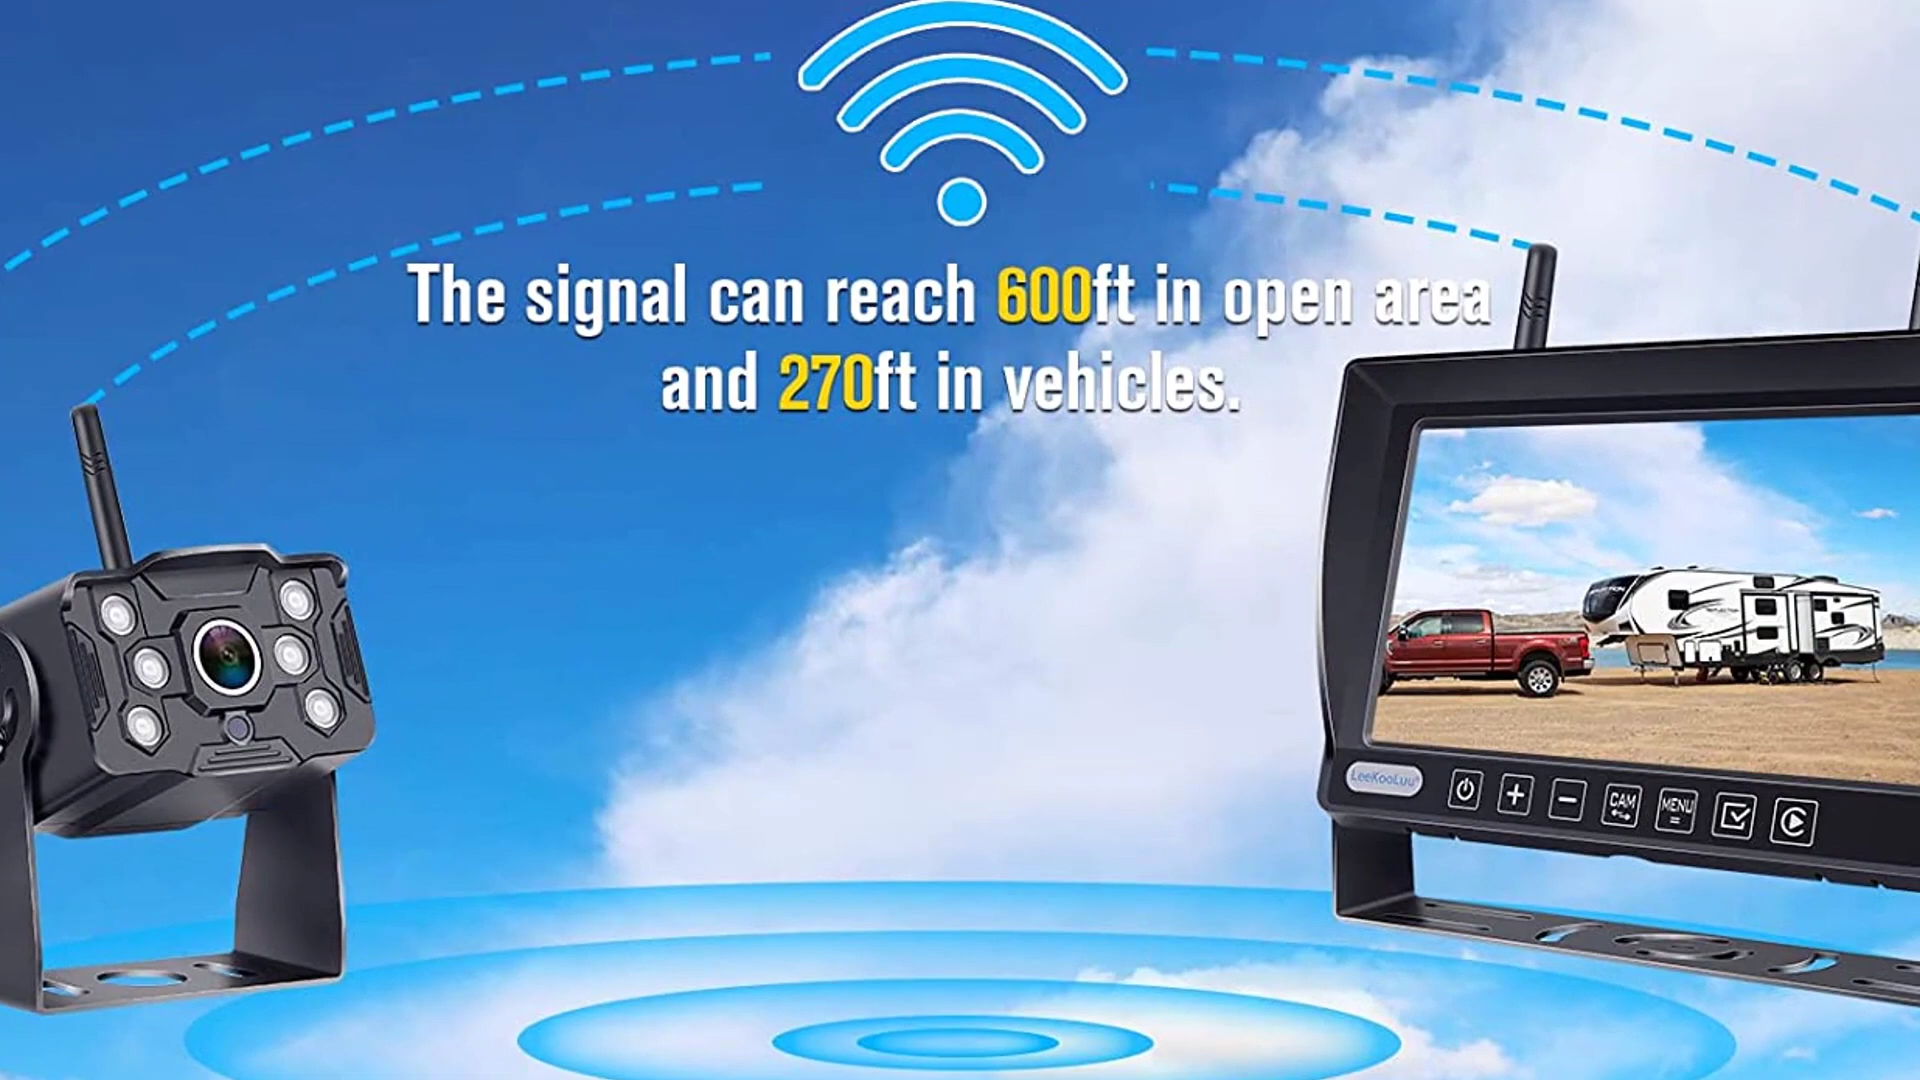 The signal can reach 600ft in open area
and 270ft in vehicles.
LeeKooLuu
CAM
MENU